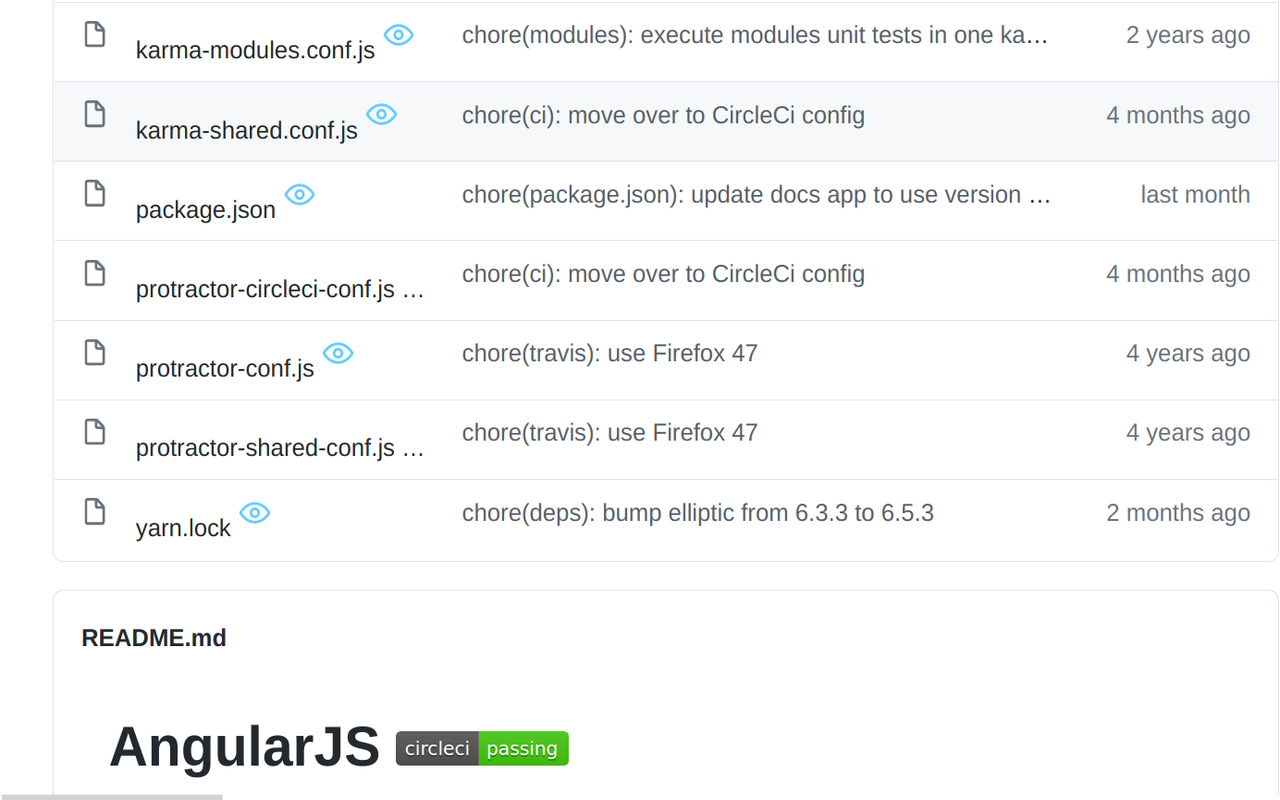 karma-modules.conf.js chore(modules): execute modules unit tests in one ka... 2 years ago
karma-shared.conf.js chore(ci): move over to CircleCi config 4 months ago
package.json chore(package.json): update docs app to use version ... last month
protractor-circleci-conf.js ... chore(ci): move over to CircleCi config 4 months ago
protractor-conf.js chore(travis): use Firefox 47 4 years ago
protractor-shared-conf.js ... chore(travis): use Firefox 47 4 years ago
yarn.lock chore(deps): bump elliptic from 6.3.3 to 6.5.3 2 months ago
README.md
AngularJS circleci passing